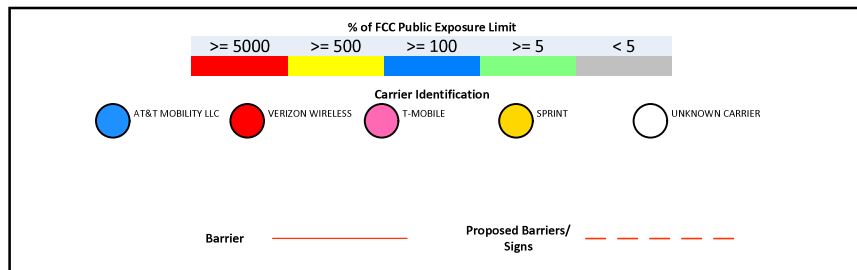 % of FCC Public Exposure Limit
>= 5000 >= 500 >= 100 >= 5 < 5
Carrier Identification
AT&T MOBILITY LLC VERIZON WIRELESS T-MOBILE SPRINT UNKNOWN CARRIER
Barrier
Proposed Barriers/
Signs